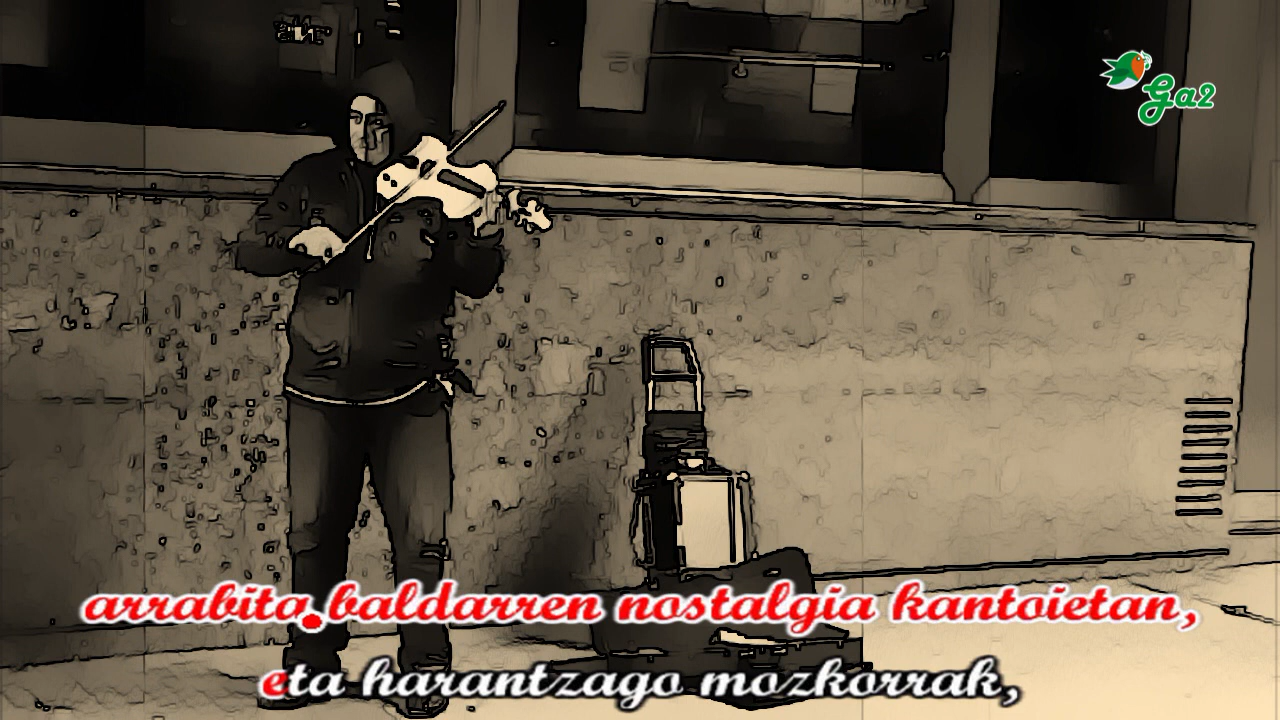 Ga2
arrabita baldarren nostalgia kantoietan,
eta harantzago mozkorrak,